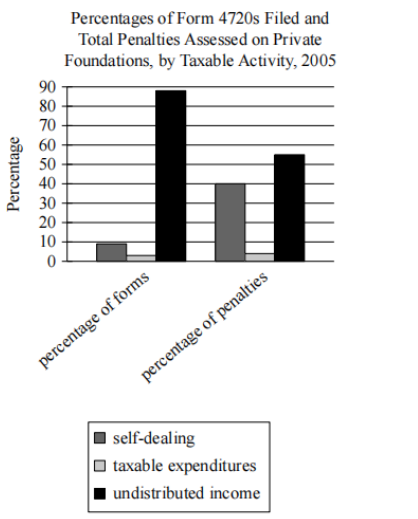 Percentages of Form 4720s Filed and
Total Penalties Assessed on Private
Foundations, by Taxable Activity, 2005
Percentage
90
80
70
60
50
40
30
20
10
0
percentage of forms
percentage of penalties
self-dealing
taxable expenditures
undistributed income